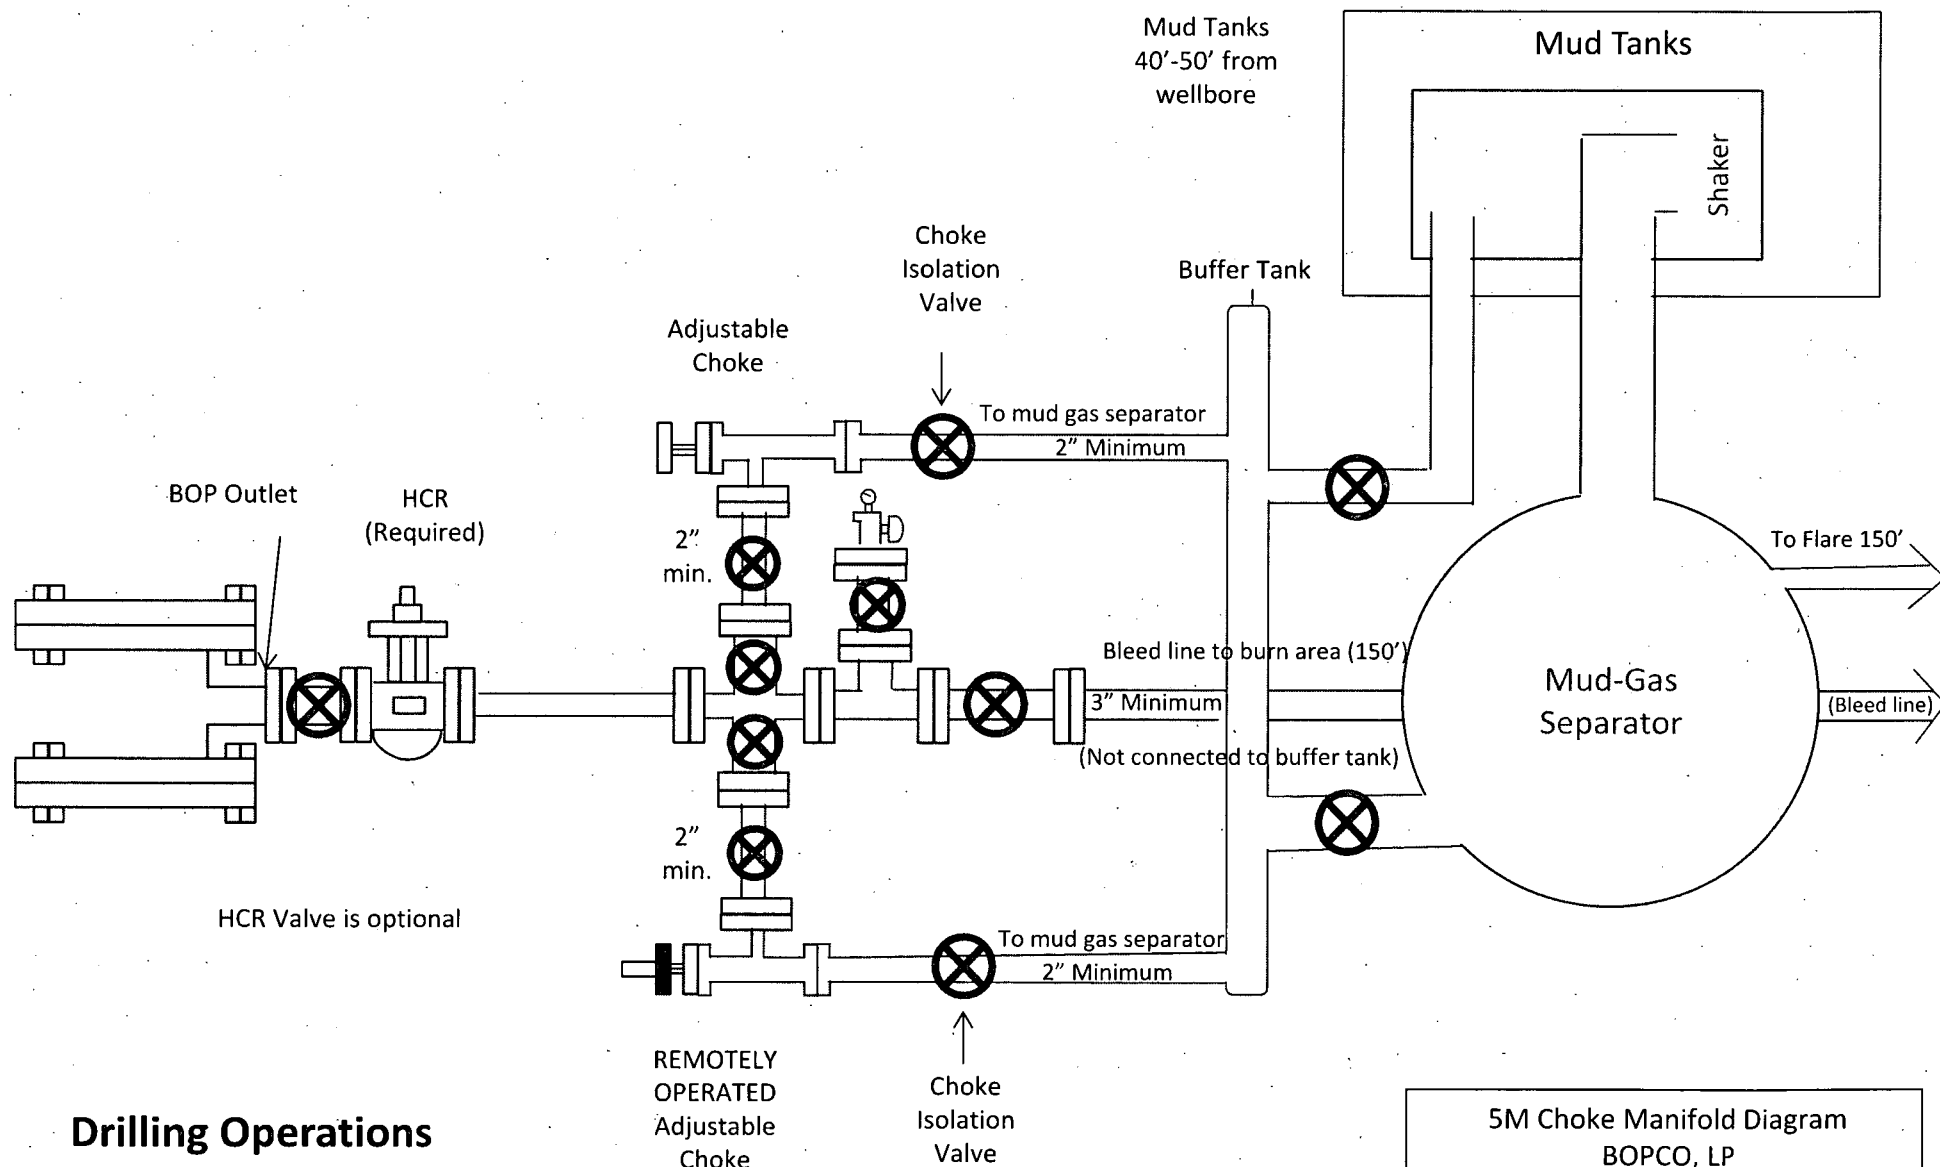 Mud Tanks
40’-50’ from
wellbore
Mud Tanks
Shaker
Choke
Isolation
Valve
Buffer Tank
Adjustable
Choke
To mud gas separator
2” Minimum
BOP Outlet
HCR
(Required)
2”
min.
To Flare 150’
Bleed line to burn area (150’)
3” Minimum
(Not connected to buffer tank)
Mud-Gas
Separator
(Bleed line)
2”
min.
HCR Valve is optional
To mud gas separator
2” Minimum
REMOTELY
OPERATED
Adjustable
Choke
Choke
Isolation
Valve
Drilling Operations
5M Choke Manifold Diagram
BOPCO, LP